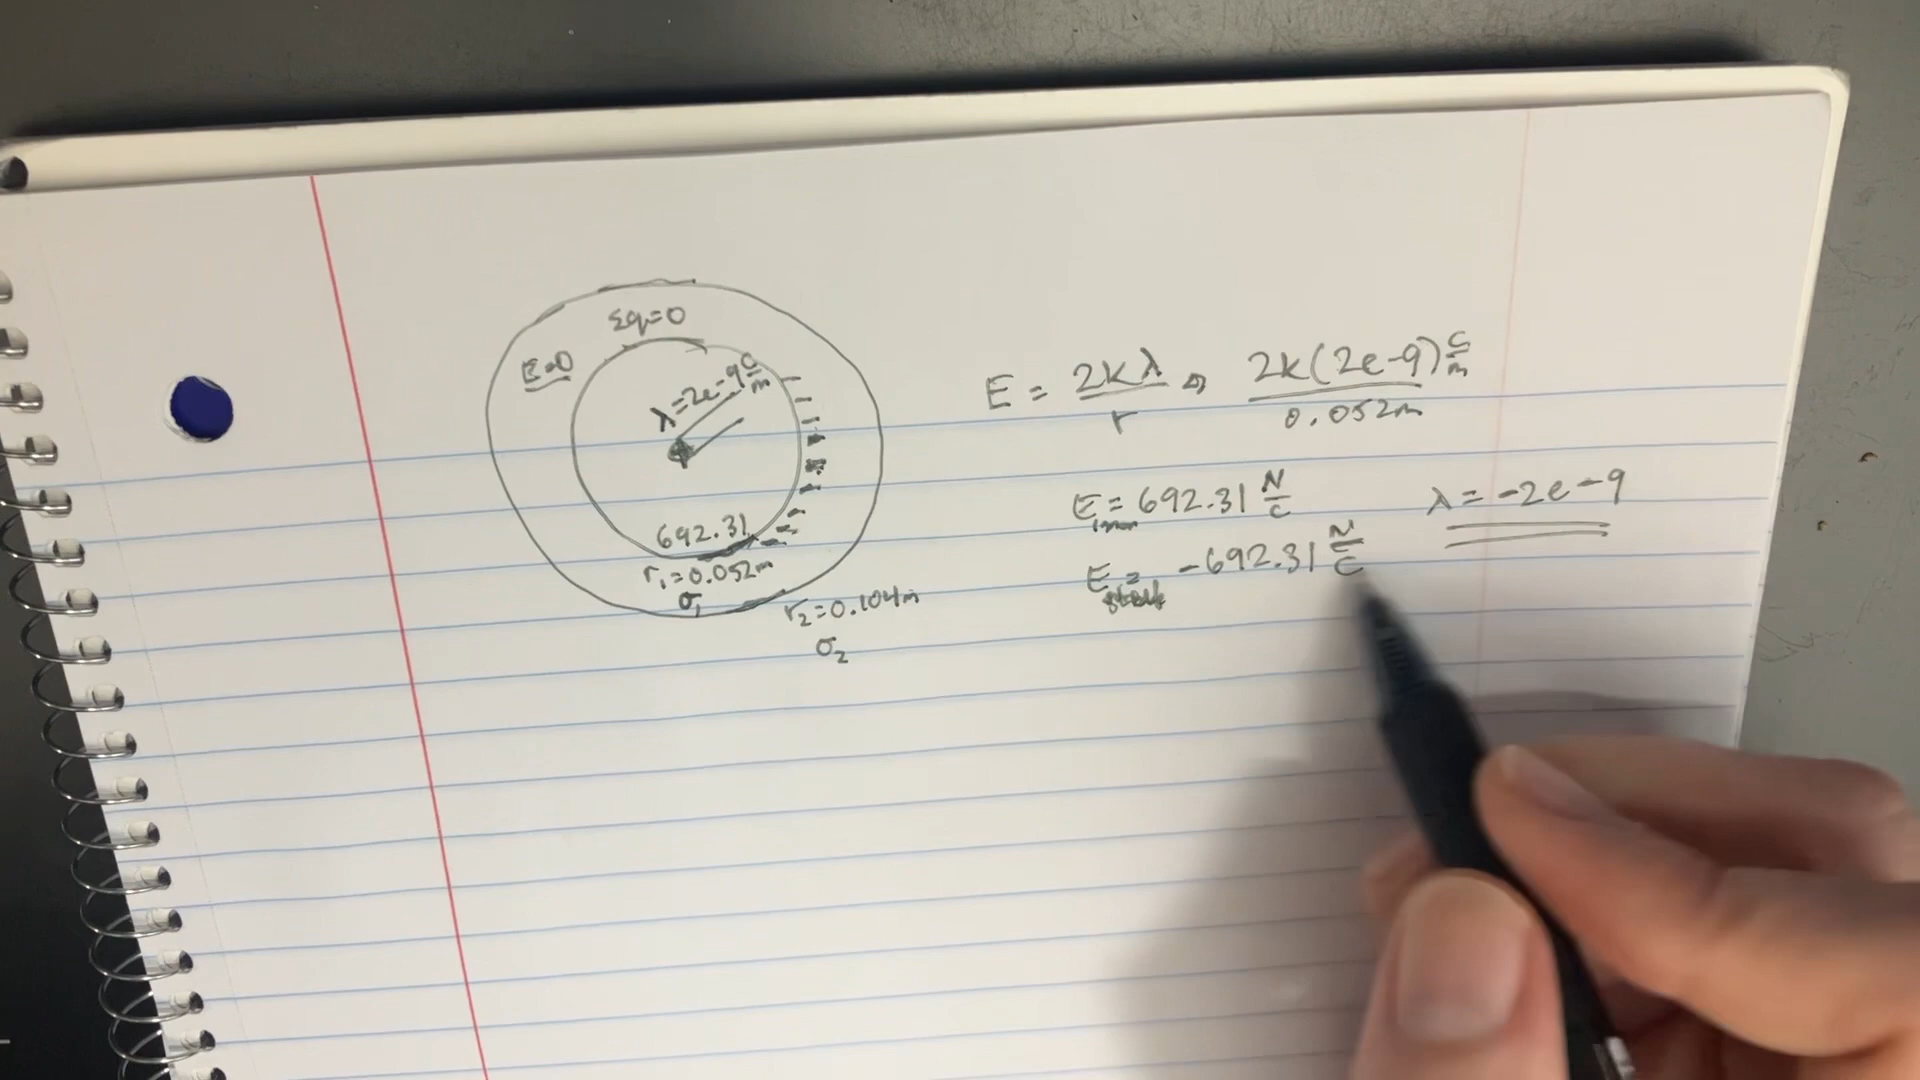 Σq=0
E=0
λ=2e-9 C/m
692.31
r₁=0.052m
σ₁
r₂=0.104m
σ₂
E = 2kλ/r ⇒ 2k(2e-9) C/m / 0.052m
E = 692.31 N/C
λ = -2e-9
E = -692.31 N/C